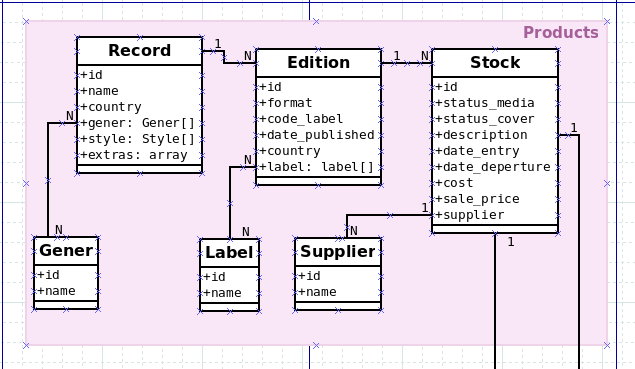 Products
Record
+id
+name
+country
+gener: Gener[]
+style: Style[]
+extras: array
1
N
Edition
+id
+format
+code_label
+date_published
+country
+label: label[]
1
N
Stock
+id
+status_media
+status_cover
+description
+date_entry
+date_deperture
+cost
+sale_price
+supplier
1
N
N
1
N
N
N
1
Gener
+id
+name
Label
+id
+name
Supplier
+id
+name